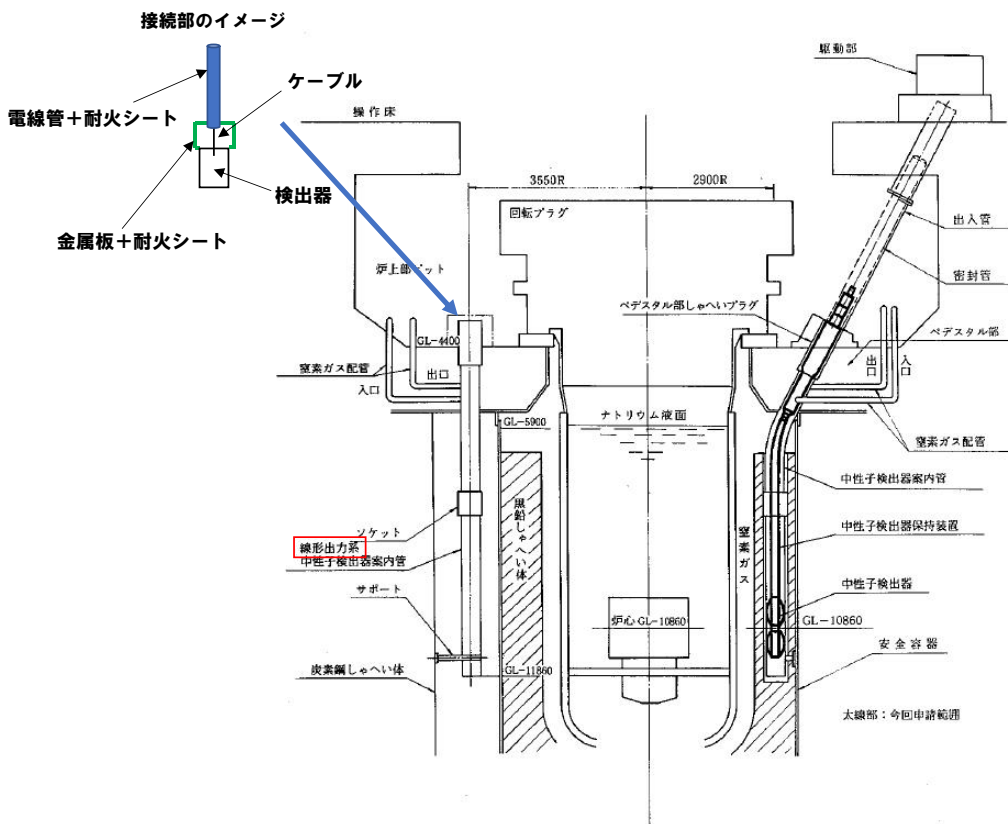 接続部のイメージ
ケーブル
電線管+耐火シート
検出器
金属板+耐火シート
操作床
駆動部
3550R
2900R
回転プラグ
出入管
密封管
炉上部ピット
ペデスタル部しゃへいプラグ
ペデスタル部
GL-4400
窒素ガス配管
出口
入口
出口
入口
GL-5900
ナトリウム液面
窒素ガス配管
中性子検出器案内管
黒鉛しゃへい体
窒素ガス
ソケット
線形出力系
中性子検出器案内管
中性子検出器保持装置
サポート
中性子検出器
炉心 GL-10860
GL-10860
安全容器
炭素鋼しゃへい体
GL-11860
太線部:今回申請範囲